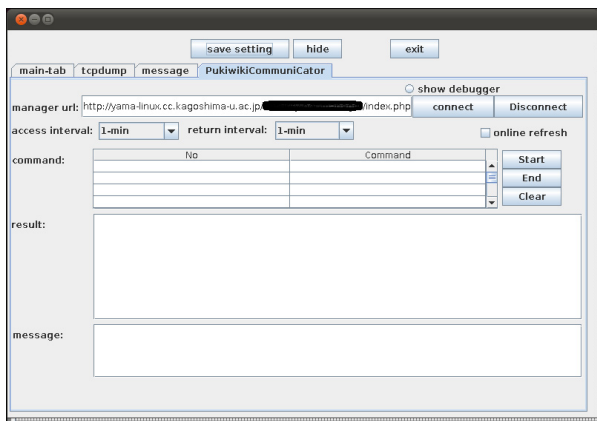 save setting hide exit
main-tab tcpdump message PukiwikiCommuniCator
show debugger
manager url: http://yama-linux.cc.kagoshima-u.ac.jp/ /index.php connect Disconnect
access interval: 1-min return interval: 1-min online refresh
command: No Command Start
End
Clear
result:
message: